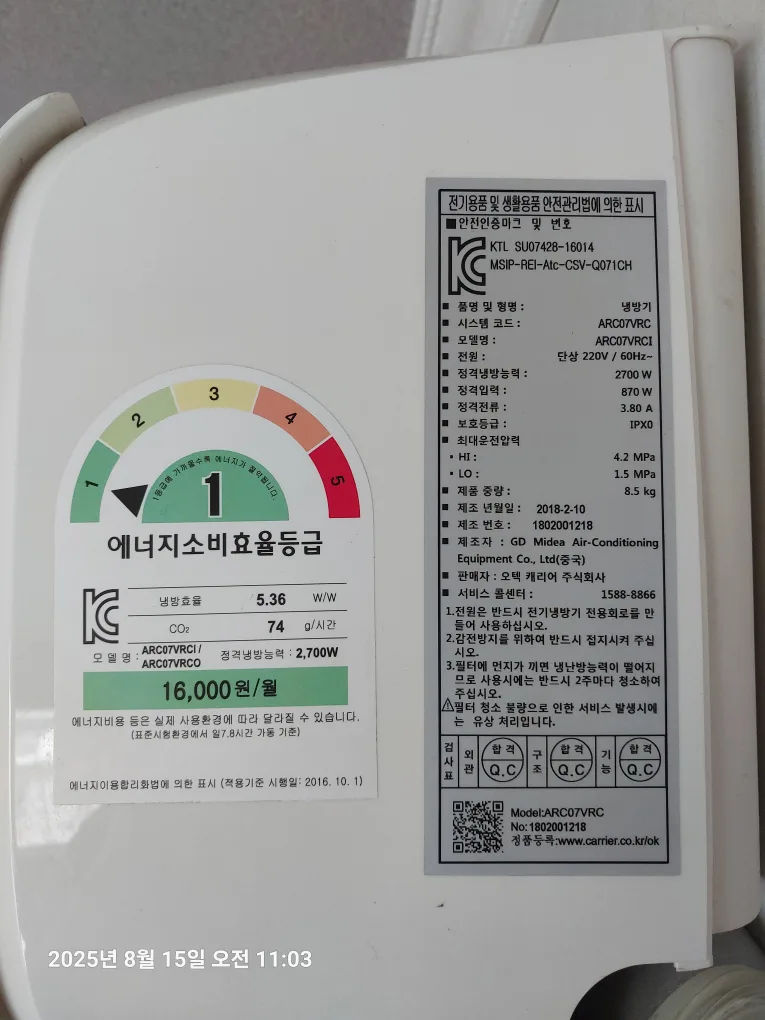 전기용품 및 생활용품 안전관리법에 의한 표시
■안전인증마크 및 번호
KTL SU07428-16014
MSIP-REI-Atc-CSV-Q071CH
■ 품명 및 형명 : 냉방기
■ 시스템 코드 : ARC07VRC
■ 모델명 : ARC07VRCI
■ 전원 : 단상 220V / 60Hz~
■ 정격냉방능력 : 2700 W
■ 정격입력 : 870 W
■ 정격전류 : 3.80 A
■ 보호등급 : IPX0
■ 최대운전압력
• HI : 4.2 MPa
• LO : 1.5 MPa
■ 제품 중량 : 8.5 kg
■ 제조 년월일 : 2018-2-10
■ 제조 번호 : 1802001218
■ 제조자 : GD Midea Air-Conditioning
Equipment Co., Ltd(중국)
■ 판매자 : 오텍 캐리어 주식회사
■ 서비스 콜센터 : 1588-8866
1.전원은 반드시 전기냉방기 전용회로를 만
들어 사용하십시오.
2.감전방지를 위하여 반드시 접지시켜 주십
시오.
3.필터에 먼지가 끼면 냉난방능력이 떨어지
므로 사용시에는 반드시 2주마다 청소하여
주십시오.
⚠필터 청소 불량으로 인한 서비스 발생시에
는 유상 처리입니다.
검사표 외관 합격 Q.C 구조 합격 Q.C 기능 합격 Q.C
Model:ARC07VRC
No:1802001218
정품등록:www.carrier.co.kr/ok
1 2 3 4 5
1등급에 가까울수록 에너지가 절약됩니다.
1
에너지소비효율등급
냉방효율 5.36 W/W
CO₂ 74 g/시간
모 델 명 : ARC07VRCI / ARC07VRCO 정격냉방능력 : 2,700W
16,000원/월
에너지비용 등은 실제 사용환경에 따라 달라질 수 있습니다.
(표준시험환경에서 일7.8시간 가동 기준)
에너지이용합리화법에 의한 표시 (적용기준 시행일: 2016. 10. 1)
2025년 8월 15일 오전 11:03